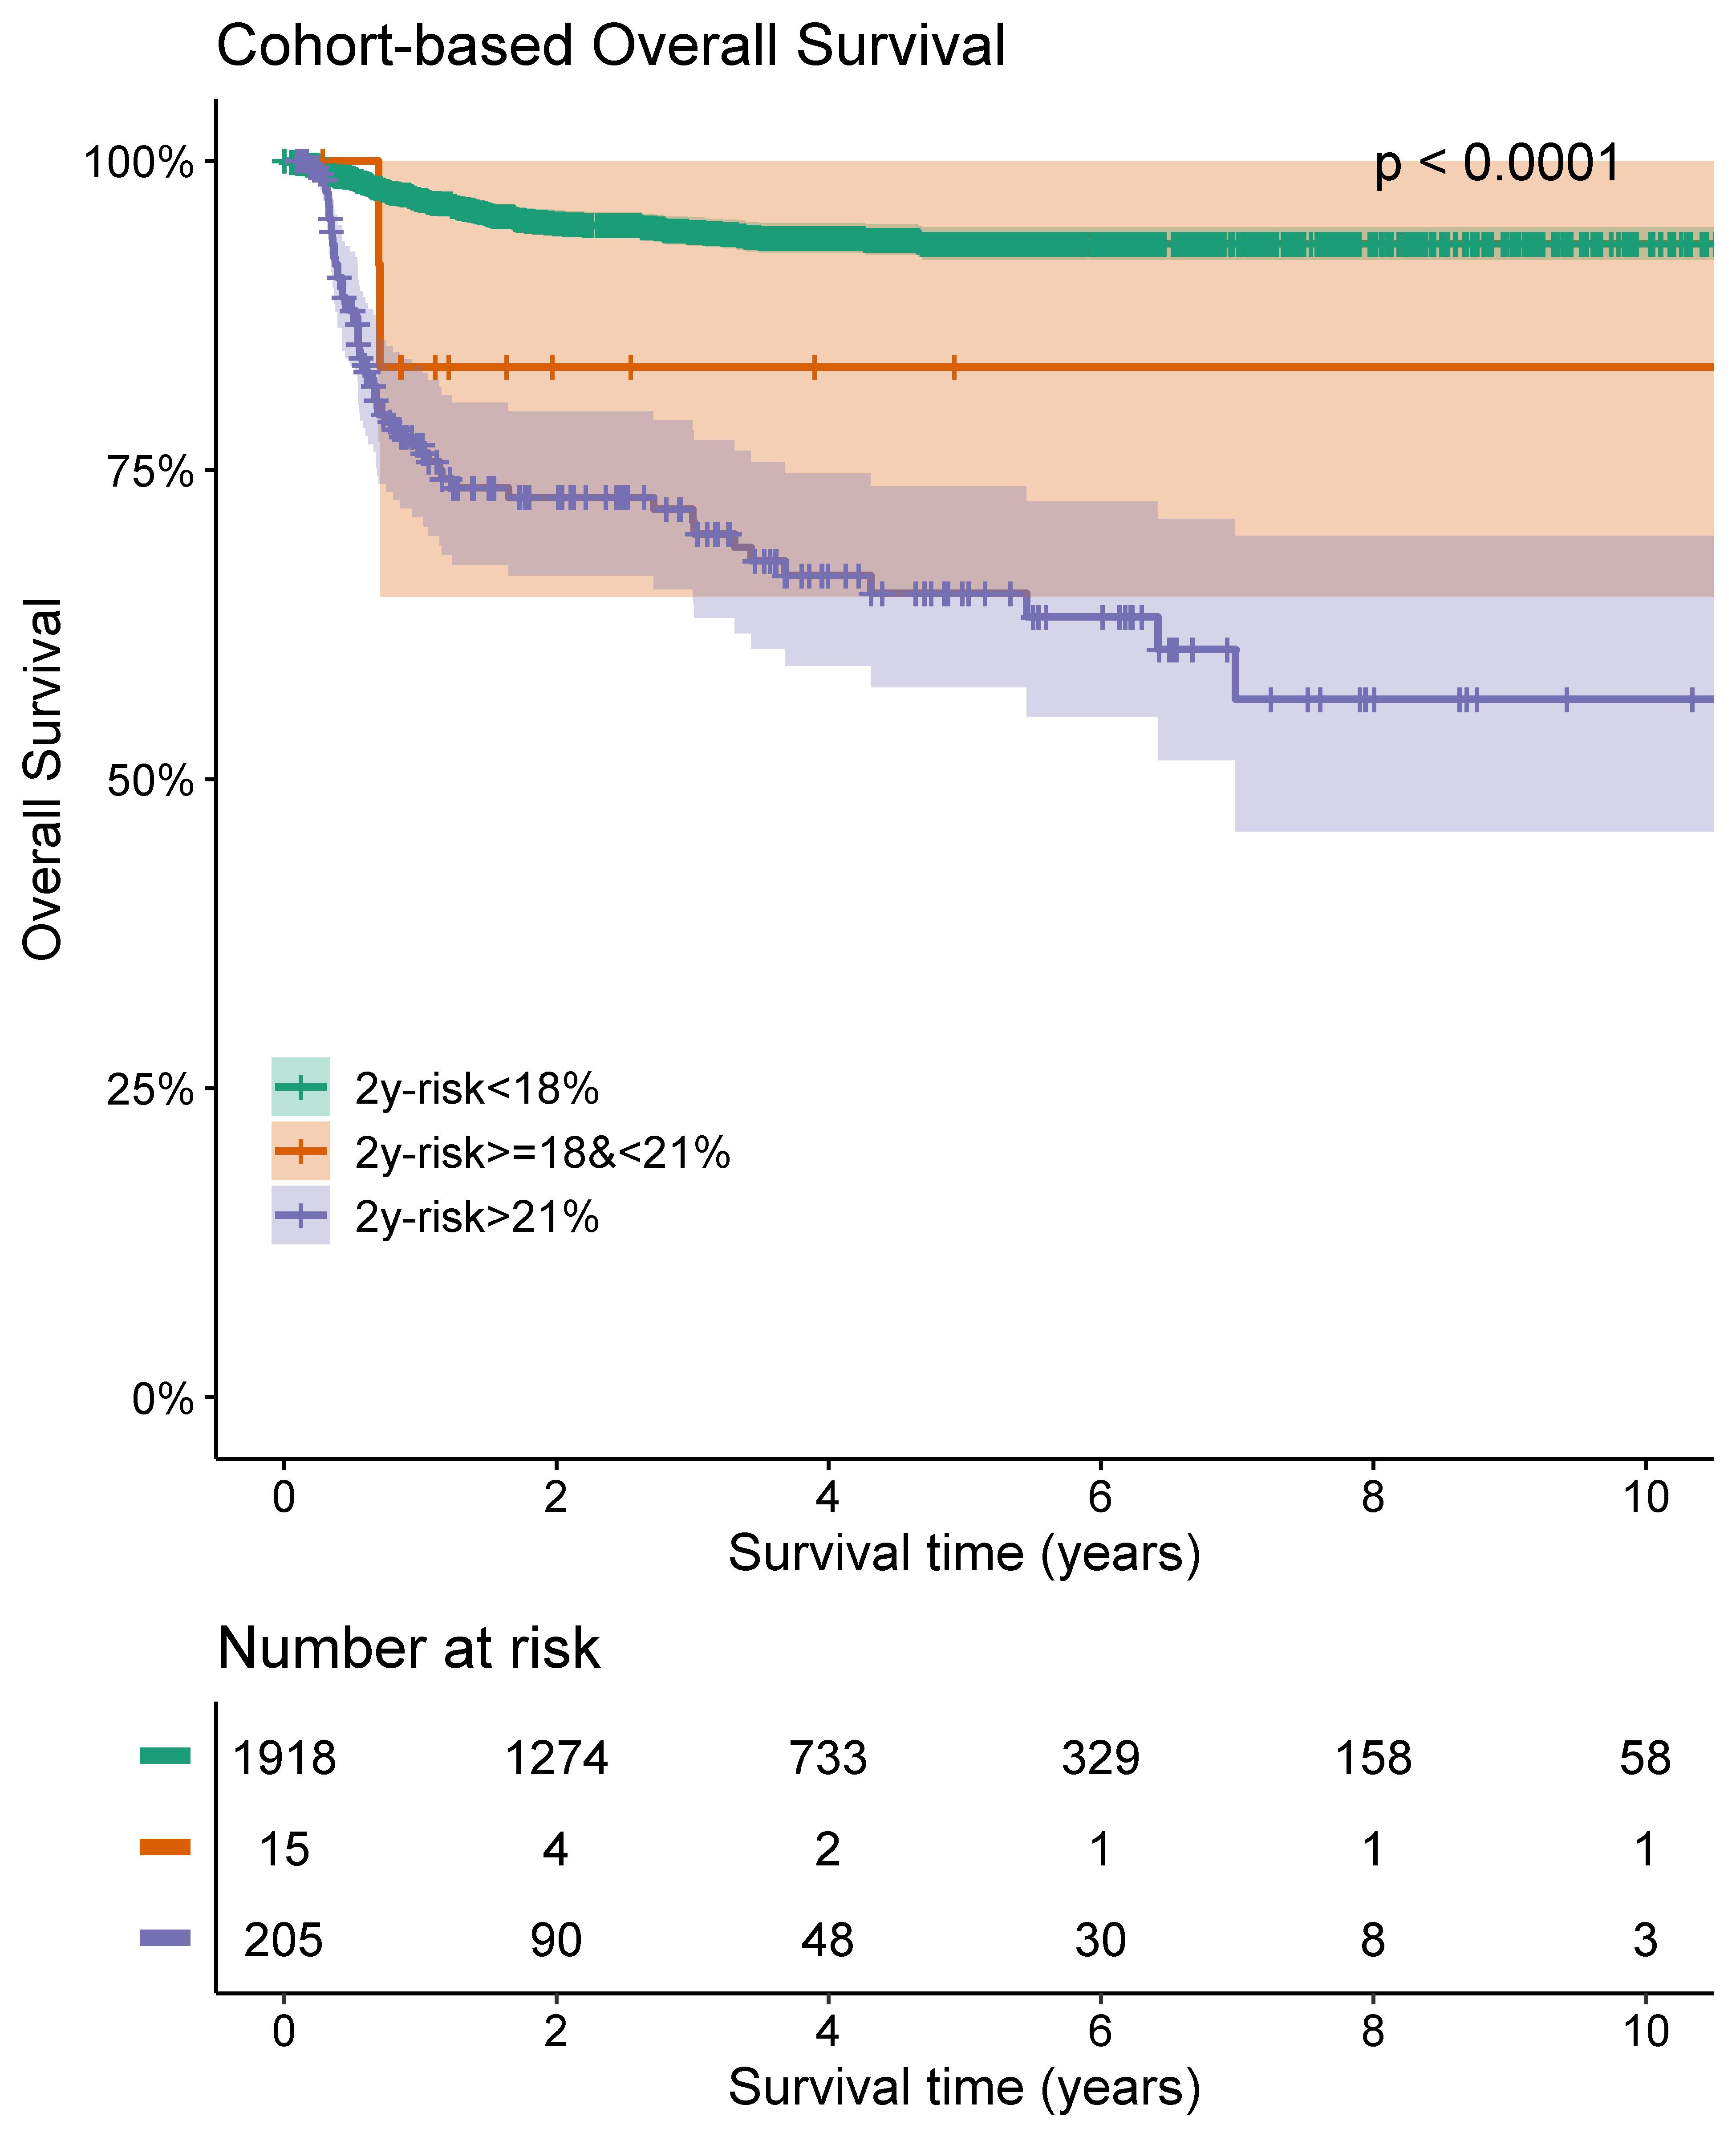 Cohort-based Overall Survival
p < 0.0001
100%
75%
50%
25%
0%
Overall Survival
2y-risk<18%
2y-risk>=18&<21%
2y-risk>21%
0 2 4 6 8 10
Survival time (years)
Number at risk
1918 1274 733 329 158 58
15 4 2 1 1 1
205 90 48 30 8 3
0 2 4 6 8 10
Survival time (years)